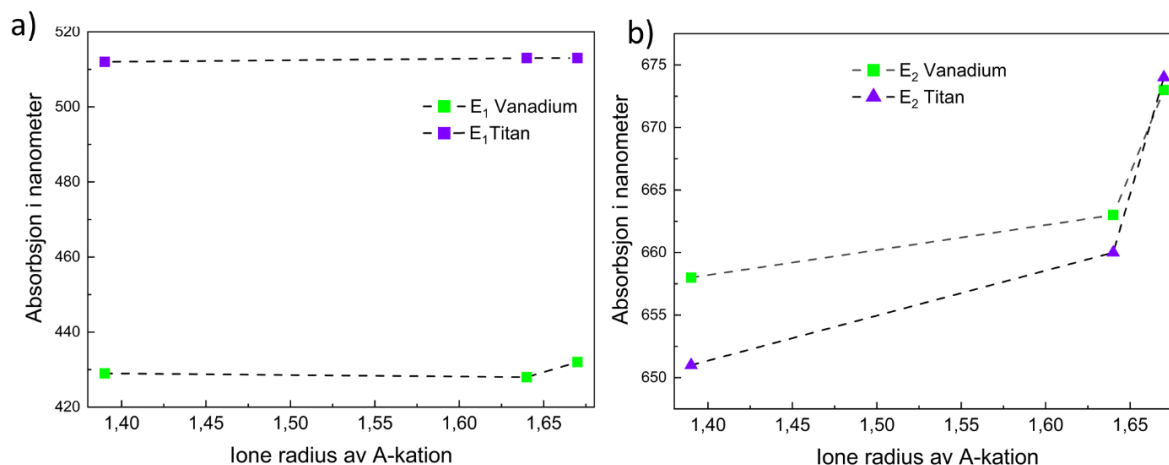 a)
520
500
480
460
440
420
1,40
1,45
1,50
1,55
1,60
1,65
Absorbsjon i nanometer
Ione radius av A-kation
E1 Vanadium
E1 Titan
b)
675
670
665
660
655
650
1,40
1,45
1,50
1,55
1,60
1,65
Absorbsjon i nanometer
Ione radius av A-kation
E2 Vanadium
E2 Titan